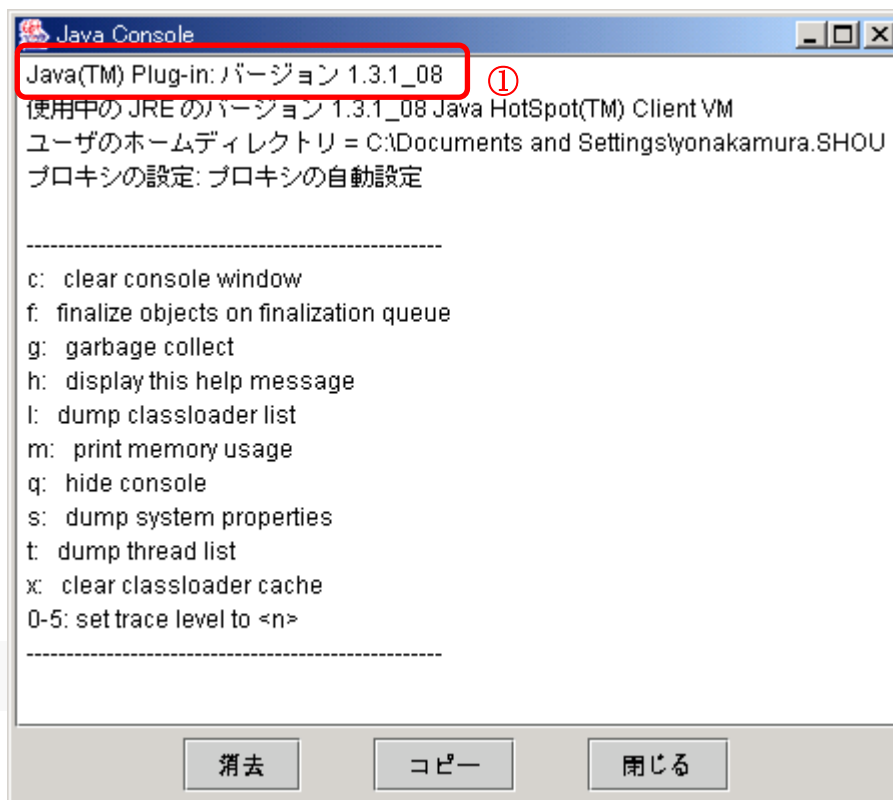 Java Console
Java(TM) Plug-in: バージョン 1.3.1_08
①
使用中の JRE のバージョン 1.3.1_08 Java HotSpot(TM) Client VM
ユーザのホームディレクトリ = C:\Documents and Settings\yonakamura.SHOU
プロキシの設定: プロキシの自動設定
----------------------------------------------------
c: clear console window
f: finalize objects on finalization queue
g: garbage collect
h: display this help message
l: dump classloader list
m: print memory usage
q: hide console
s: dump system properties
t: dump thread list
x: clear classloader cache
0-5: set trace level to <n>
----------------------------------------------------
消去 コピー 閉じる